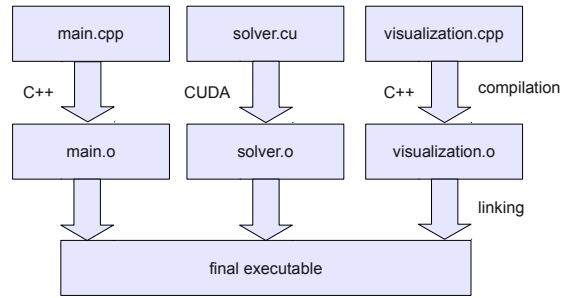 main.cpp
solver.cu
visualization.cpp
C++
CUDA
C++
compilation
main.o
solver.o
visualization.o
linking
final executable